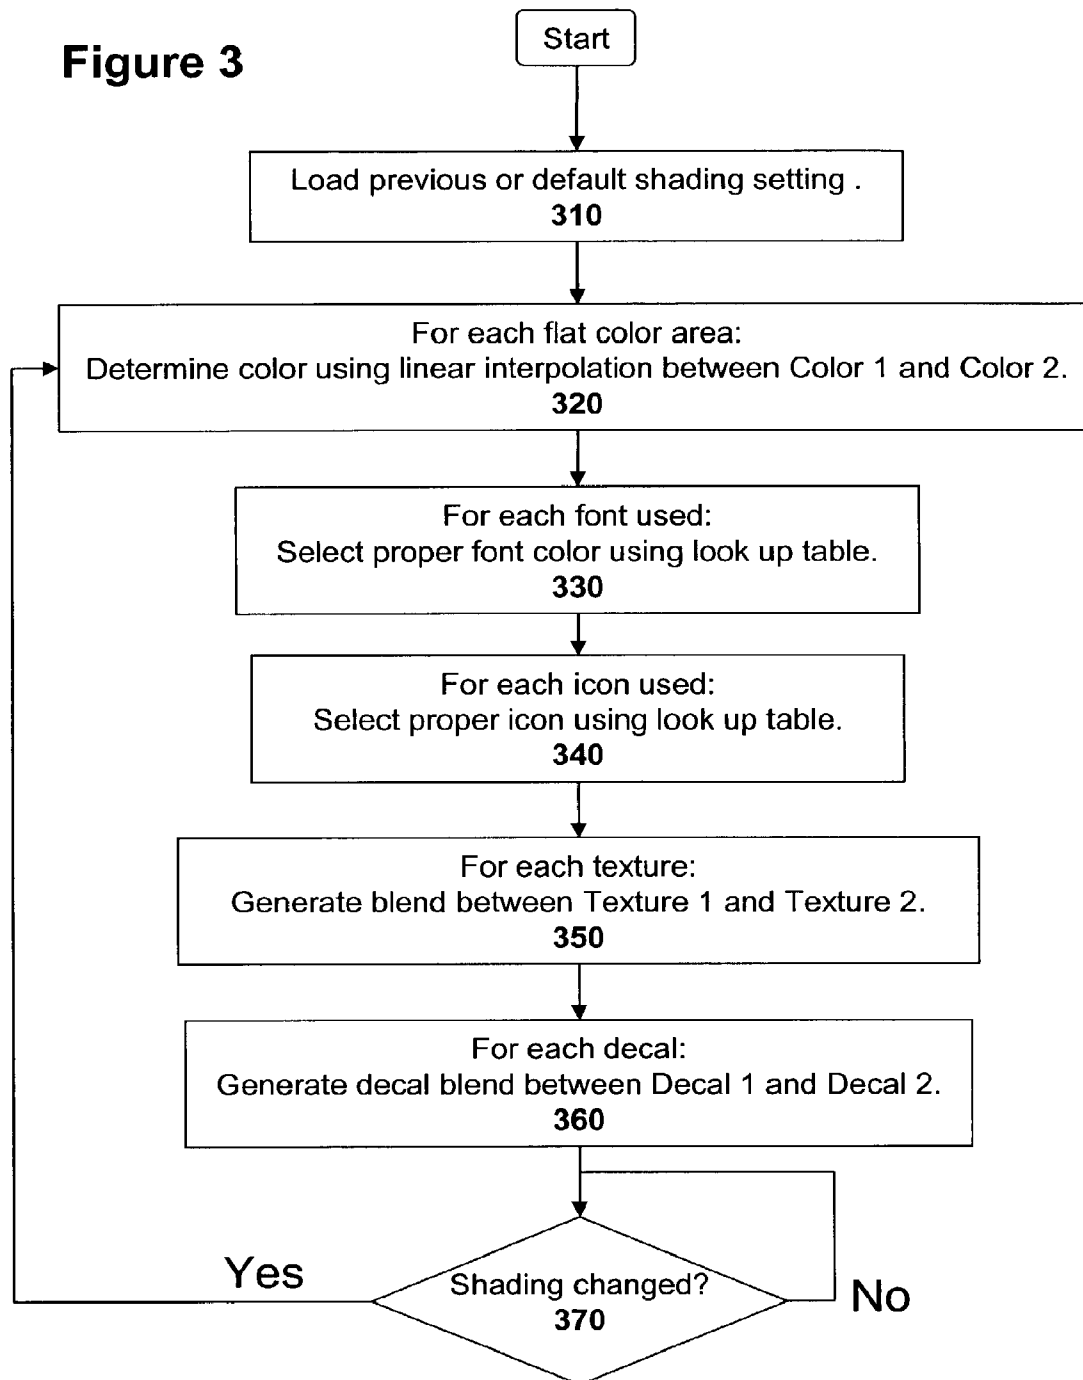 Figure 3
Start
Load previous or default shading setting .
310
For each flat color area:
Determine color using linear interpolation between Color 1 and Color 2.
320
For each font used:
Select proper font color using look up table.
330
For each icon used:
Select proper icon using look up table.
340
For each texture:
Generate blend between Texture 1 and Texture 2.
350
For each decal:
Generate decal blend between Decal 1 and Decal 2.
360
Yes
Shading changed?
370
No